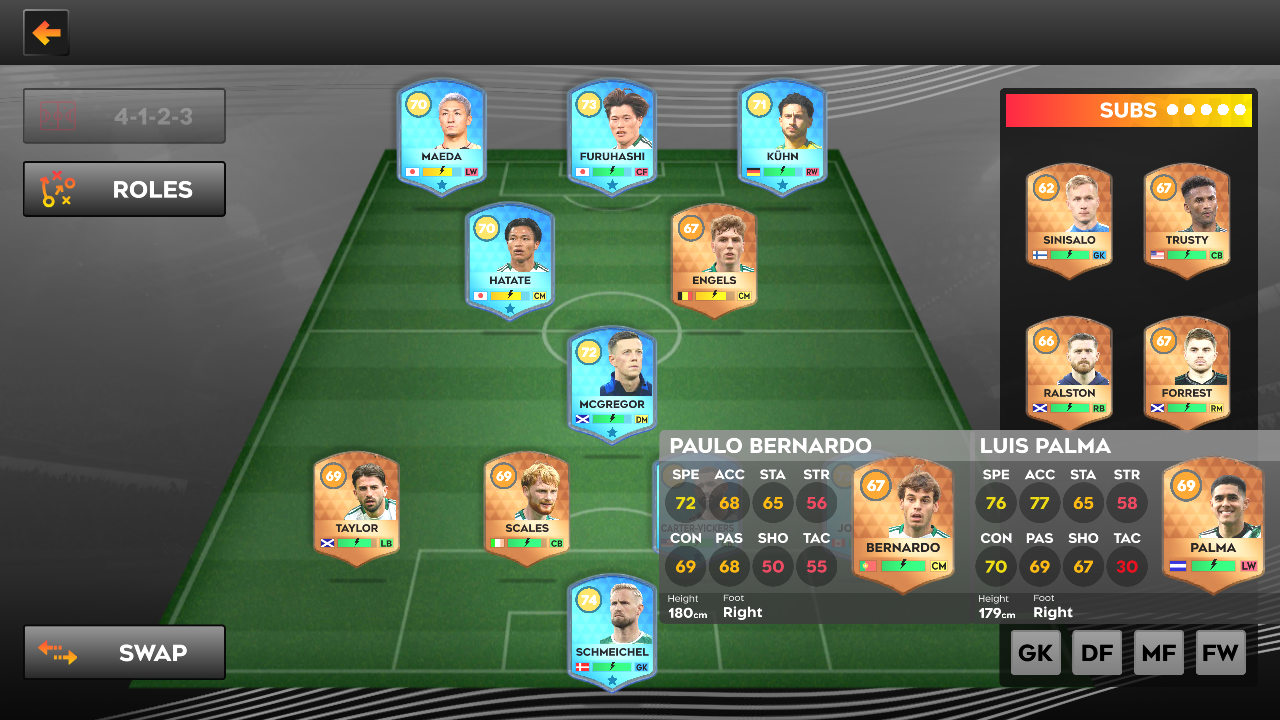 4-1-2-3
ROLES
SUBS
70
MAEDA
LW
73
FURUHASHI
CF
71
KÜHN
RW
70
HATATE
CM
67
ENGELS
CM
72
MCGREGOR
DM
69
TAYLOR
LB
69
SCALES
CB
CARTER-VICKERS
JO
74
SCHMEICHEL
GK
62
SINISALO
GK
67
TRUSTY
CB
66
RALSTON
RB
67
FORREST
RM
PAULO BERNARDO
SPE ACC STA STR
72 68 65 56
CON PAS SHO TAC
69 68 50 55
Height Foot
180cm Right
67
BERNARDO
CM
LUIS PALMA
SPE ACC STA STR
76 77 65 58
CON PAS SHO TAC
70 69 67 30
Height Foot
179cm Right
69
PALMA
LW
SWAP
GK DF MF FW